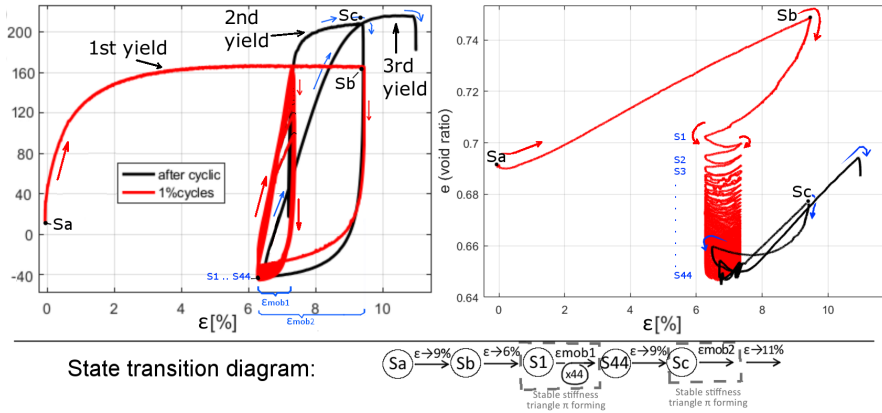 200
160
120
80
40
0
-40
0
2
4
6
8
10
ε[%]
1st yield
2nd
yield
3rd
yield
Sa
Sb
Sc
after cyclic
1%cycles
S1 .. S44
εmob1
εmob2
e (void ratio)
0.74
0.72
0.7
0.68
0.66
0.64
0
2
4
6
8
10
ε[%]
Sa
Sb
Sc
S1
S2
S3
S44
State transition diagram:
Sa ε→9% Sb ε→6% S1 εmob1 S44 ε→9% Sc εmob2 ε→11%
x44
Stable stiffness
triangle π forming
Stable stiffness
triangle π forming